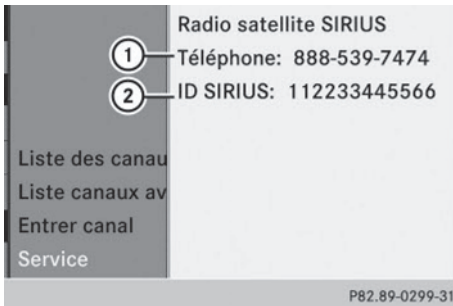 Radio satellite SIRIUS
1 Téléphone: 888-539-7474
2 ID SIRIUS: 112233445566
Liste des canau
Liste canaux av
Entrer canal
Service
P82.89-0299-31